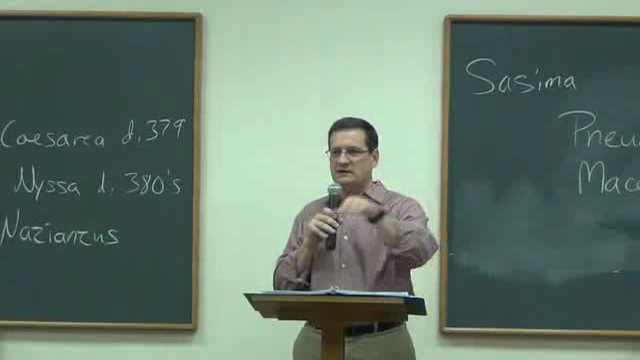 Caesarea d. 379
Nyssa d. 380's
Nazianzus
Sasima
Pneu
Mac